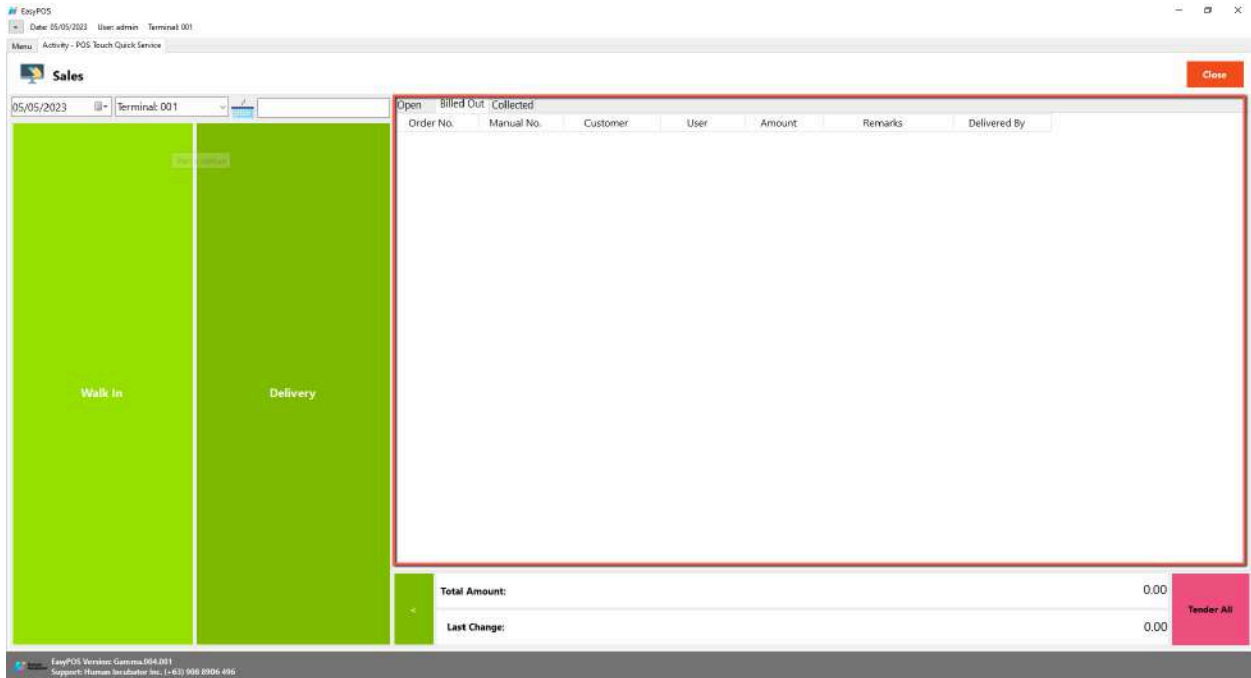 EasyPOS
Date: 05/05/2023 User: admin Terminal: 001
Menu Activity - POS Touch Quick Service
Sales
Close
05/05/2023 Terminal: 001
Open Billed Out Collected
Order No. Manual No. Customer User Amount Remarks Delivered By
Walk In
Delivery
< Total Amount: 0.00
Tender All
Last Change: 0.00
EasyPOS Version: Gamma.004.001
Support: Human Incubator Inc. (+63) 908 8906 496